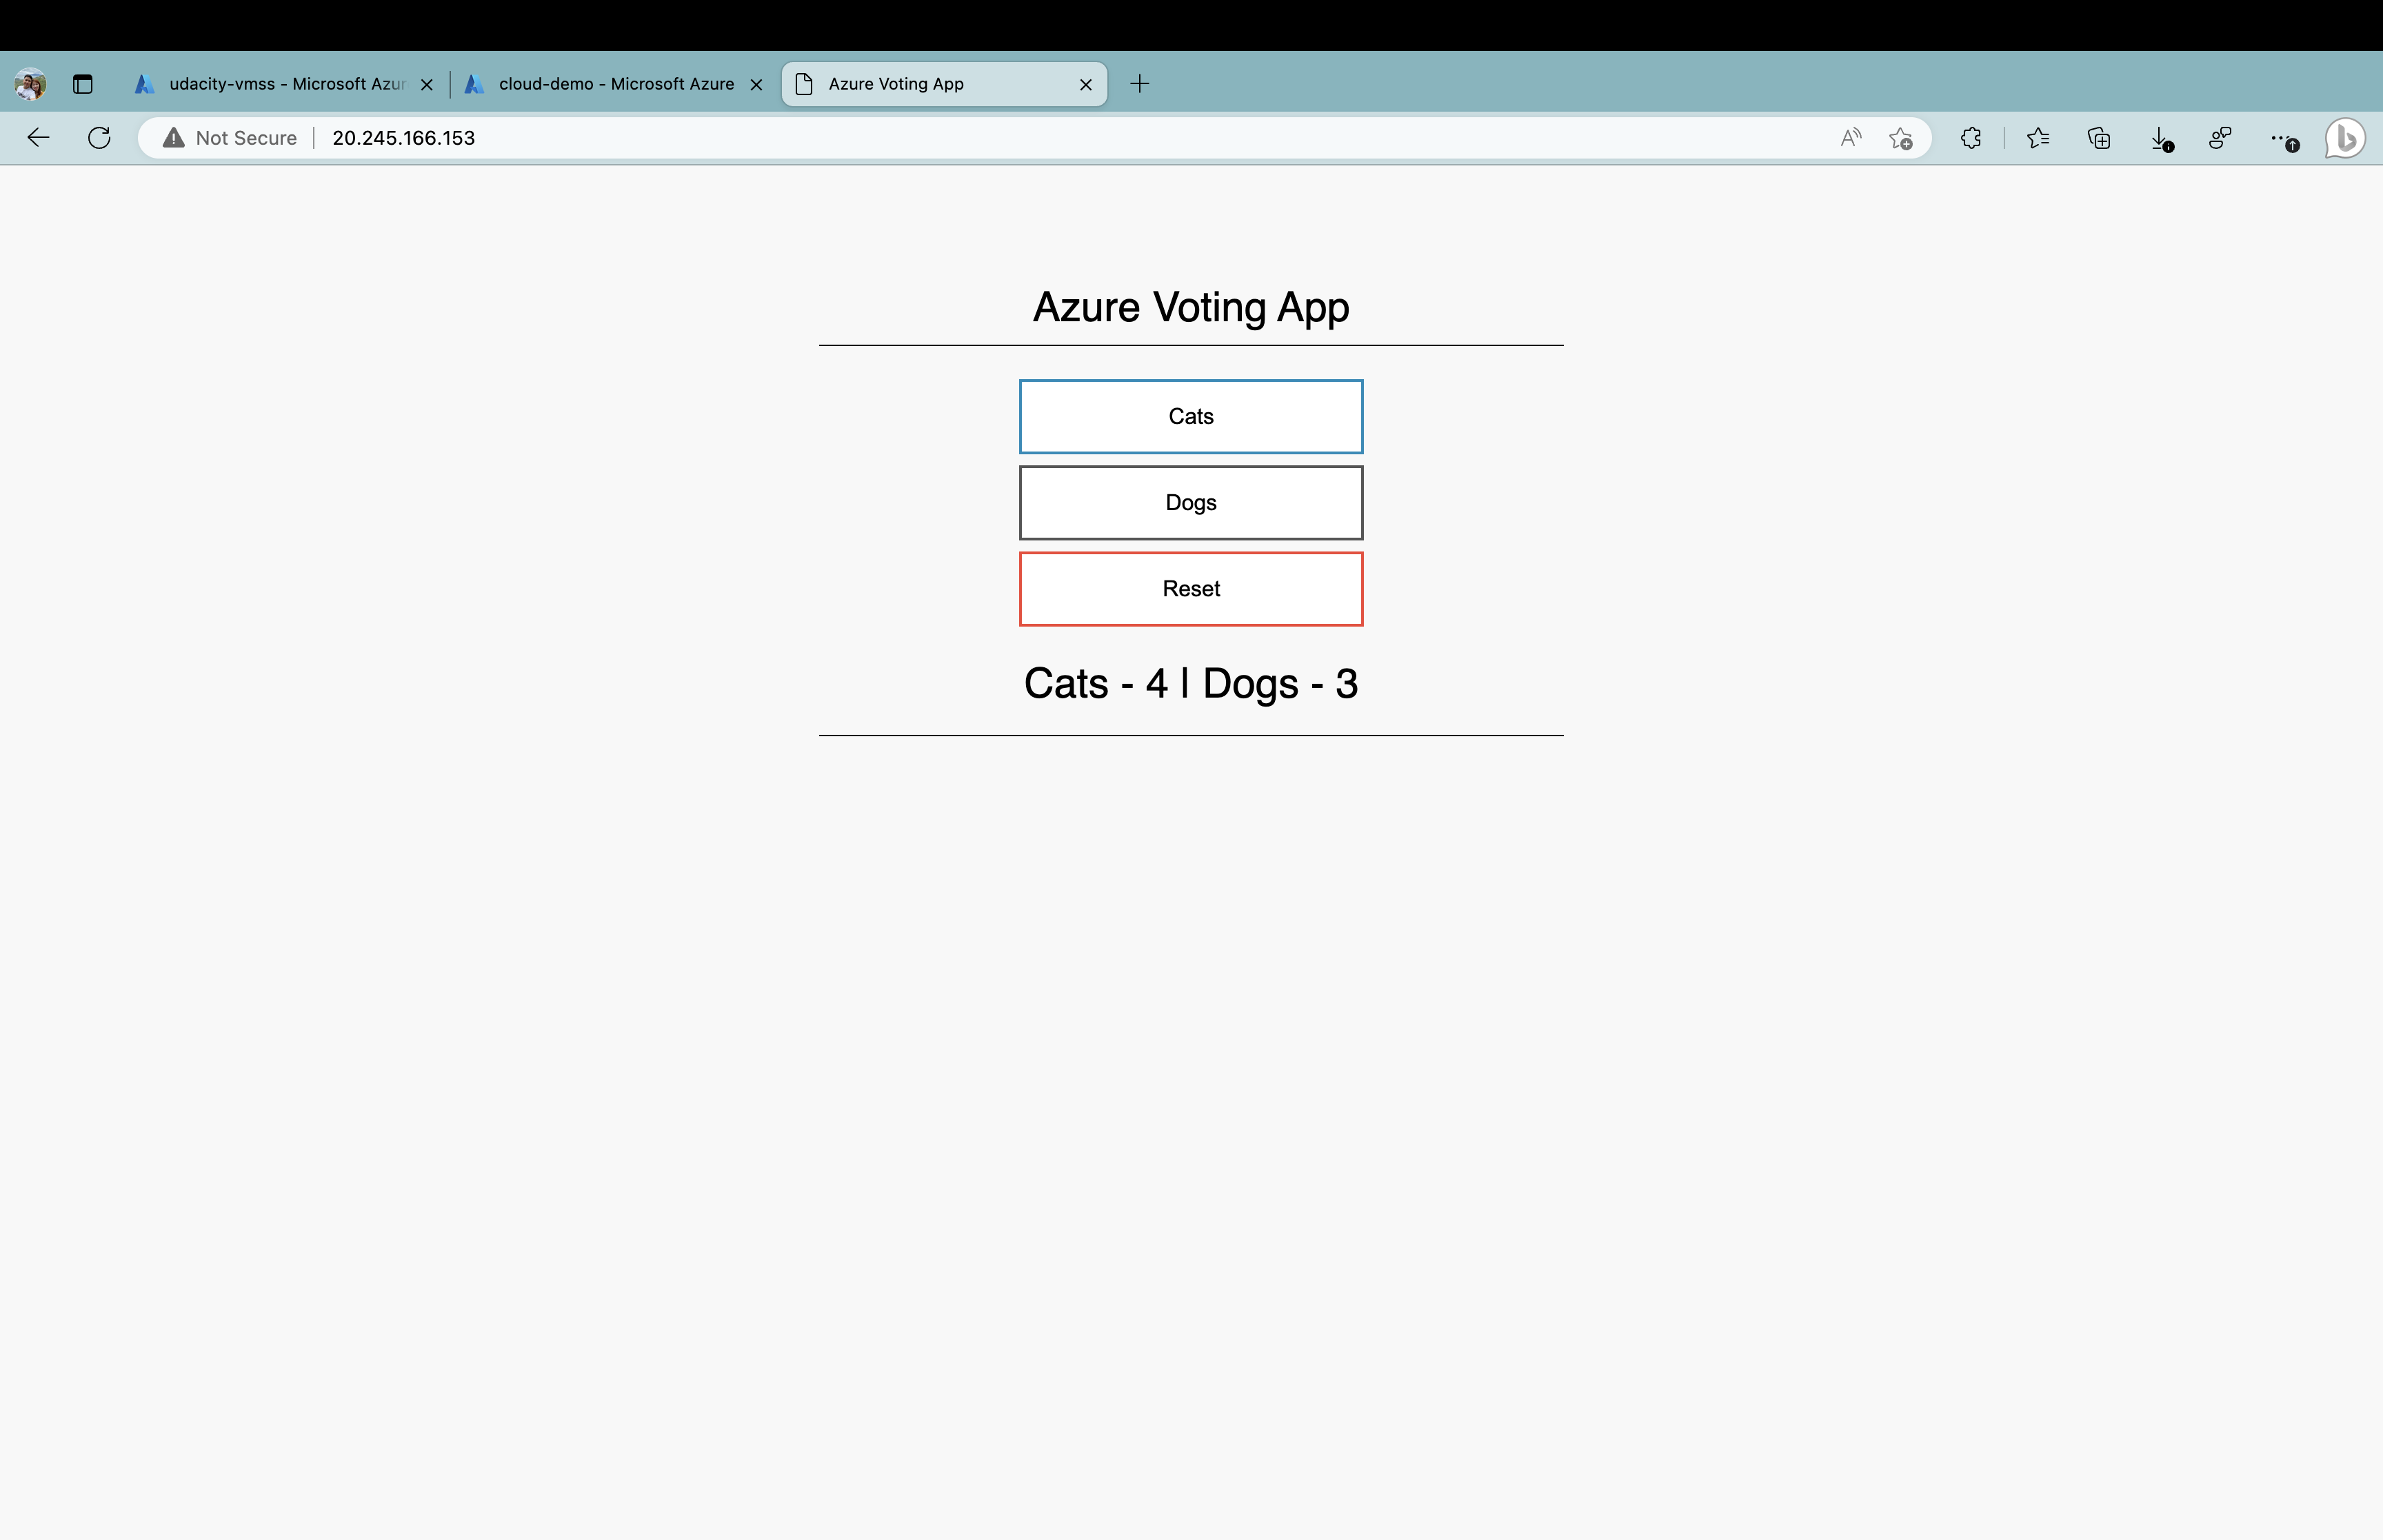 udacity-vmss - Microsoft Azur
cloud-demo - Microsoft Azure
Azure Voting App
Not Secure
20.245.166.153
Azure Voting App
Cats
Dogs
Reset
Cats - 4 | Dogs - 3